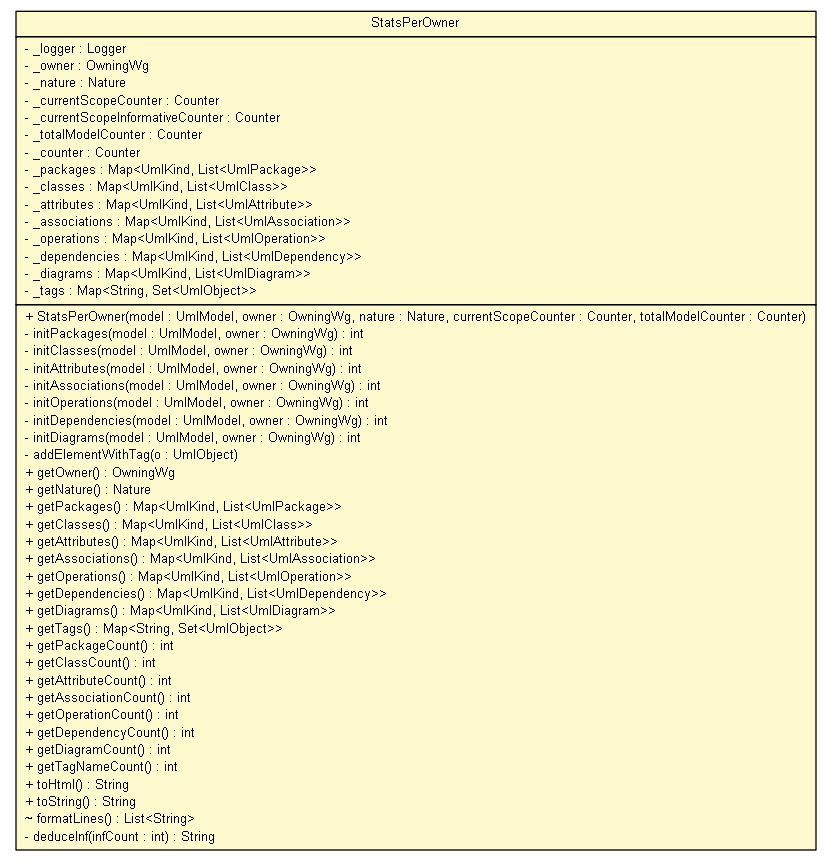 StatsPerOwner
- _logger : Logger
- _owner : OwningWg
- _nature : Nature
- _currentScopeCounter : Counter
- _currentScopeInformativeCounter : Counter
- _totalModelCounter : Counter
- _counter : Counter
- _packages : Map<UmlKind, List<UmlPackage>>
- _classes : Map<UmlKind, List<UmlClass>>
- _attributes : Map<UmlKind, List<UmlAttribute>>
- _associations : Map<UmlKind, List<UmlAssociation>>
- _operations : Map<UmlKind, List<UmlOperation>>
- _dependencies : Map<UmlKind, List<UmlDependency>>
- _diagrams : Map<UmlKind, List<UmlDiagram>>
- _tags : Map<String, Set<UmlObject>>
+ StatsPerOwner(model : UmlModel, owner : OwningWg, nature : Nature, currentScopeCounter : Counter, totalModelCounter : Counter)
- initPackages(model : UmlModel, owner : OwningWg) : int
- initClasses(model : UmlModel, owner : OwningWg) : int
- initAttributes(model : UmlModel, owner : OwningWg) : int
- initAssociations(model : UmlModel, owner : OwningWg) : int
- initOperations(model : UmlModel, owner : OwningWg) : int
- initDependencies(model : UmlModel, owner : OwningWg) : int
- initDiagrams(model : UmlModel, owner : OwningWg) : int
- addElementWithTag(o : UmlObject)
+ getOwner() : OwningWg
+ getNature() : Nature
+ getPackages() : Map<UmlKind, List<UmlPackage>>
+ getClasses() : Map<UmlKind, List<UmlClass>>
+ getAttributes() : Map<UmlKind, List<UmlAttribute>>
+ getAssociations() : Map<UmlKind, List<UmlAssociation>>
+ getOperations() : Map<UmlKind, List<UmlOperation>>
+ getDependencies() : Map<UmlKind, List<UmlDependency>>
+ getDiagrams() : Map<UmlKind, List<UmlDiagram>>
+ getTags() : Map<String, Set<UmlObject>>
+ getPackageCount() : int
+ getClassCount() : int
+ getAttributeCount() : int
+ getAssociationCount() : int
+ getOperationCount() : int
+ getDependencyCount() : int
+ getDiagramCount() : int
+ getTagNameCount() : int
+ toHtml() : String
+ toString() : String
~ formatLines() : List<String>
- deduceInf(infCount : int) : String